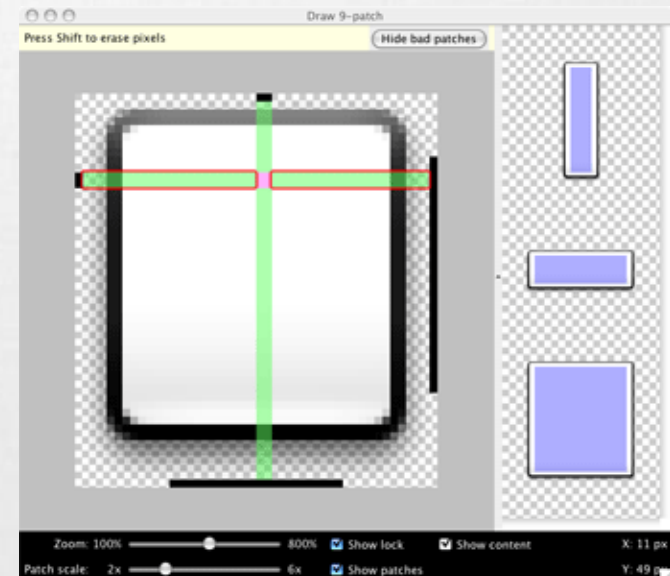 Draw 9-patch
Press Shift to erase pixels Hide bad patches
Zoom: 100% 800% Show lock Show content X: 11 px
Patch scale: 2x 6x Show patches Y: 49